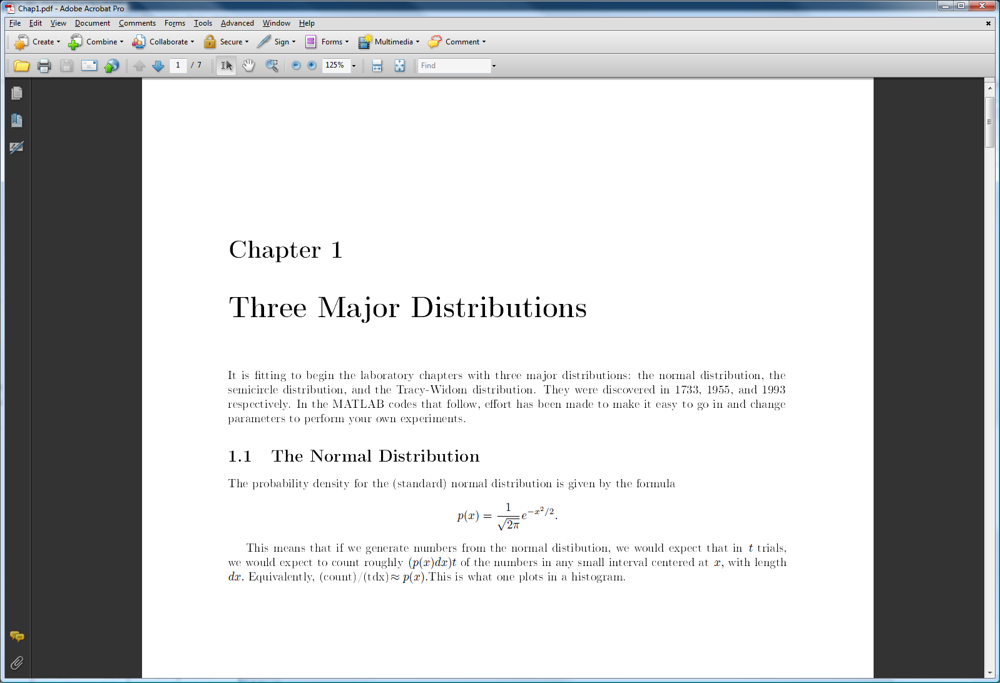 Chap1.pdf - Adobe Acrobat Pro
File Edit View Document Comments Forms Tools Advanced Window Help
Create Combine Collaborate Secure Sign Forms Multimedia Comment
1 / 7 125% Find
Chapter 1
Three Major Distributions
It is fitting to begin the laboratory chapters with three major distributions: the normal distribution, the
semicircle distribution, and the Tracy-Widom distribution. They were discovered in 1733, 1955, and 1993
respectively. In the MATLAB codes that follow, effort has been made to make it easy to go in and change
parameters to perform your own experiments.
1.1 The Normal Distribution
The probability density for the (standard) normal distribution is given by the formula
p(x) = 1/√2π e^{−x²/2}.
This means that if we generate numbers from the normal distibution, we would expect that in t trials,
we would expect to count roughly (p(x)dx)t of the numbers in any small interval centered at x, with length
dx. Equivalently, (count)/(tdx)≈ p(x).This is what one plots in a histogram.